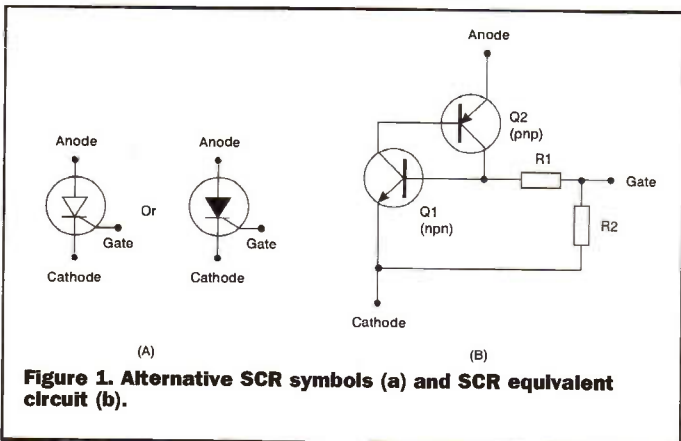 Anode
Anode
Or
Gate
Gate
Cathode
Cathode
(A)
Anode
Q2
(pnp)
R1
Gate
Q1
(npn)
R2
Cathode
(B)
Figure 1. Alternative SCR symbols (a) and SCR equivalent
circuit (b).